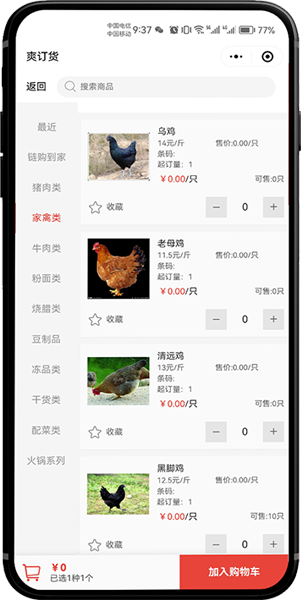 中国电信
中国移动
9:37
77%
爽订货
返回
搜索商品
最近
链购到家
猪肉类
家禽类
牛肉类
粉面类
烧腊类
豆制品
冻品类
干货类
配菜类
火锅系列
乌鸡
14元/斤 售价:0.00/只
条码:
起订量：1
￥0.00/只 可售:0只
收藏 － 0 +
老母鸡
11.5元/斤 售价:0.00/只
条码:
起订量：1
￥0.00/只 可售:0只
收藏 － 0 +
清远鸡
13元/斤 售价:0.00/只
条码:
起订量：1
￥0.00/只 可售:0只
收藏 － 0 +
黑脚鸡
12.5元/斤 售价:0.00/只
条码:
起订量：1
￥0.00/只 可售:10只
收藏 － 0 +
￥0
已选1种1个
加入购物车